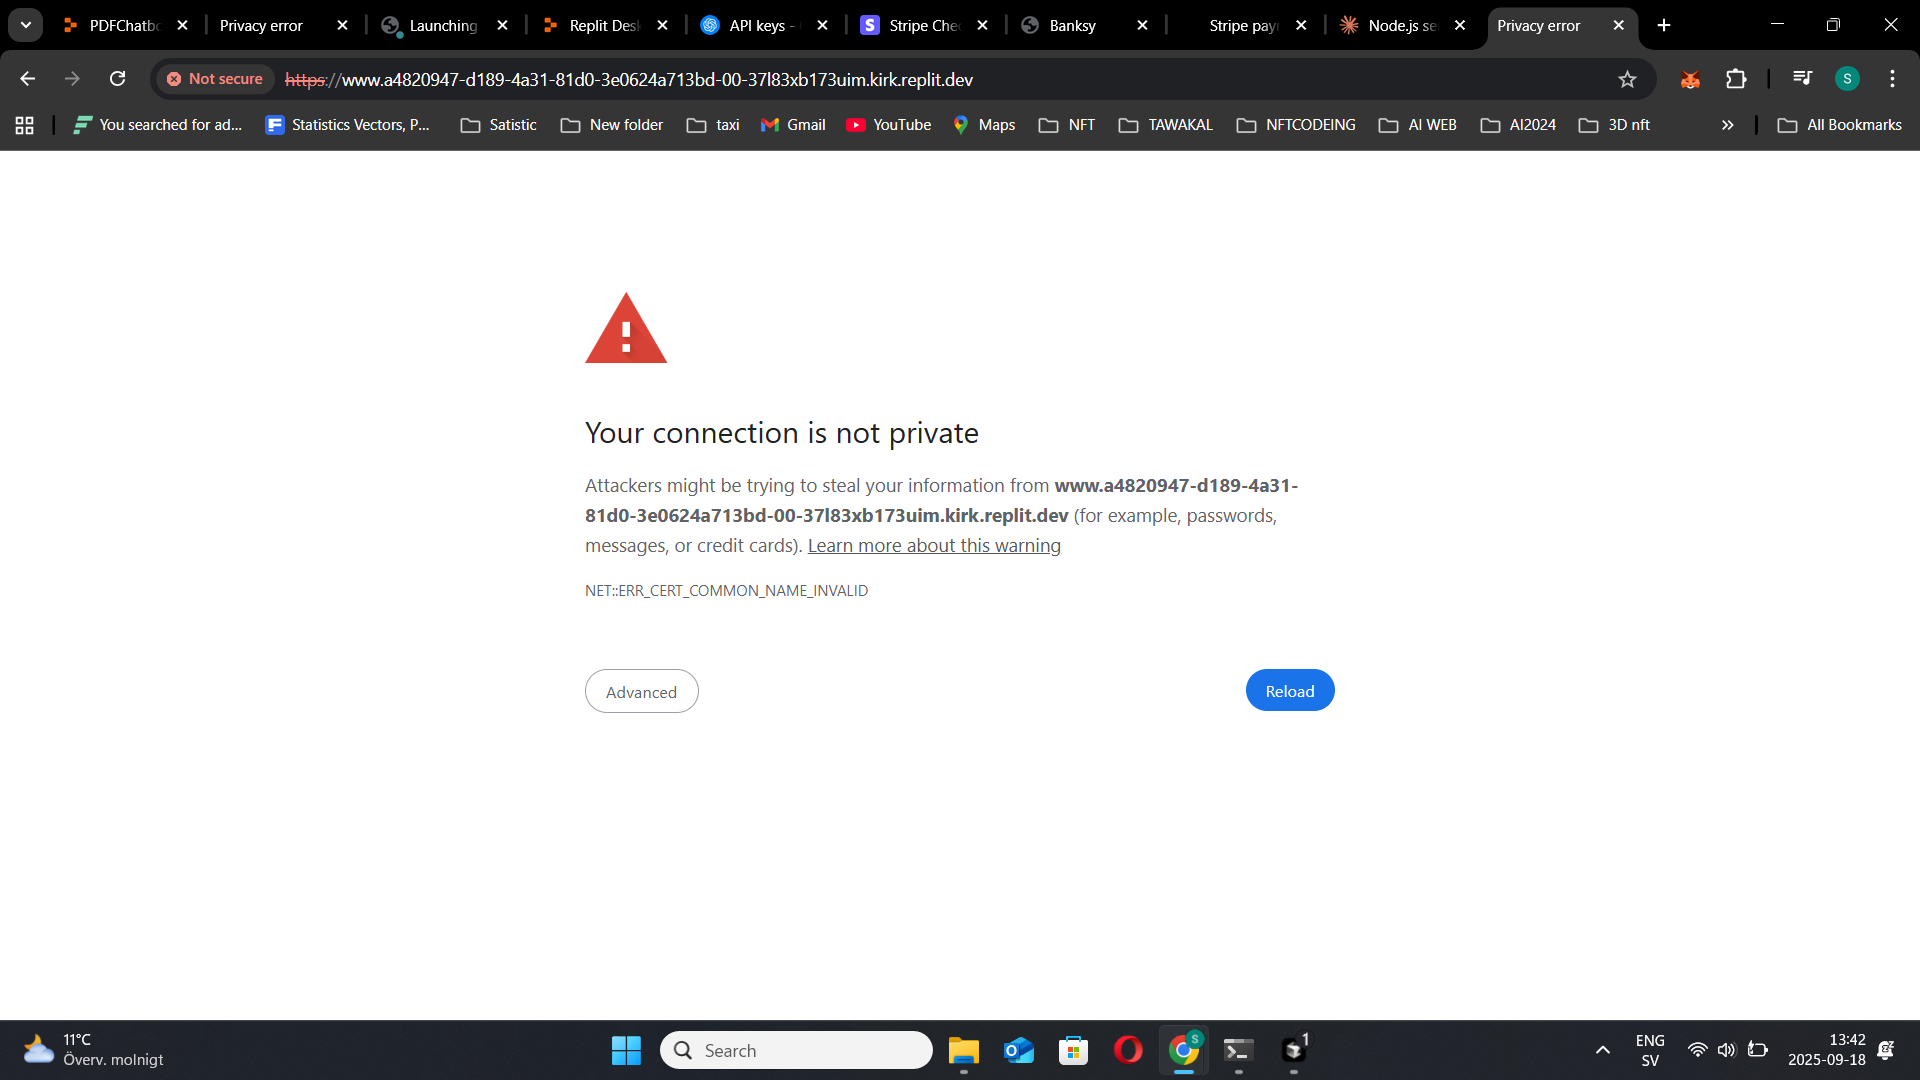 PDFChatbo
Privacy error
Launching
Replit Desk
API keys -
Stripe Chec
Banksy
Stripe paym
Node.js se
Privacy error
Not secure
https://www.a4820947-d189-4a31-81d0-3e0624a713bd-00-37l83xb173uim.kirk.replit.dev
S
You searched for ad...
Statistics Vectors, P...
Satistic
New folder
taxi
Gmail
YouTube
Maps
NFT
TAWAKAL
NFTCODEING
AI WEB
AI2024
3D nft
All Bookmarks
Your connection is not private
Attackers might be trying to steal your information from www.a4820947-d189-4a31-
81d0-3e0624a713bd-00-37l83xb173uim.kirk.replit.dev (for example, passwords,
messages, or credit cards). Learn more about this warning
NET::ERR_CERT_COMMON_NAME_INVALID
Advanced
Reload
11°C
Överv. molnigt
Search
S
1
ENG
SV
13:42
2025-09-18